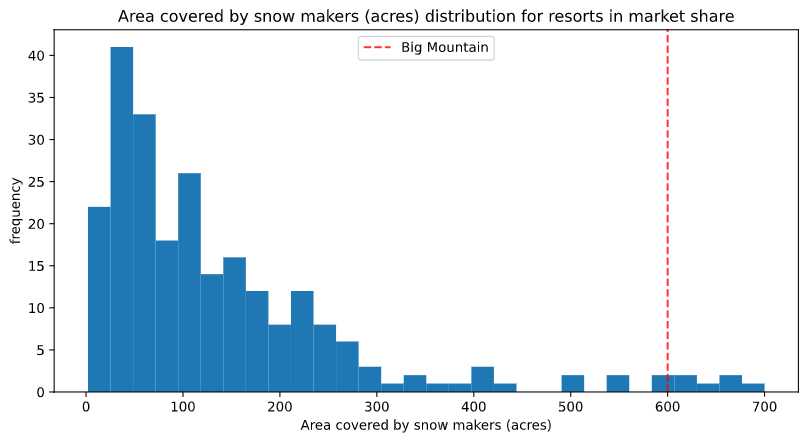 Area covered by snow makers (acres) distribution for resorts in market share
Big Mountain
frequency
40
35
30
25
20
15
10
5
0
0 100 200 300 400 500 600 700
Area covered by snow makers (acres)